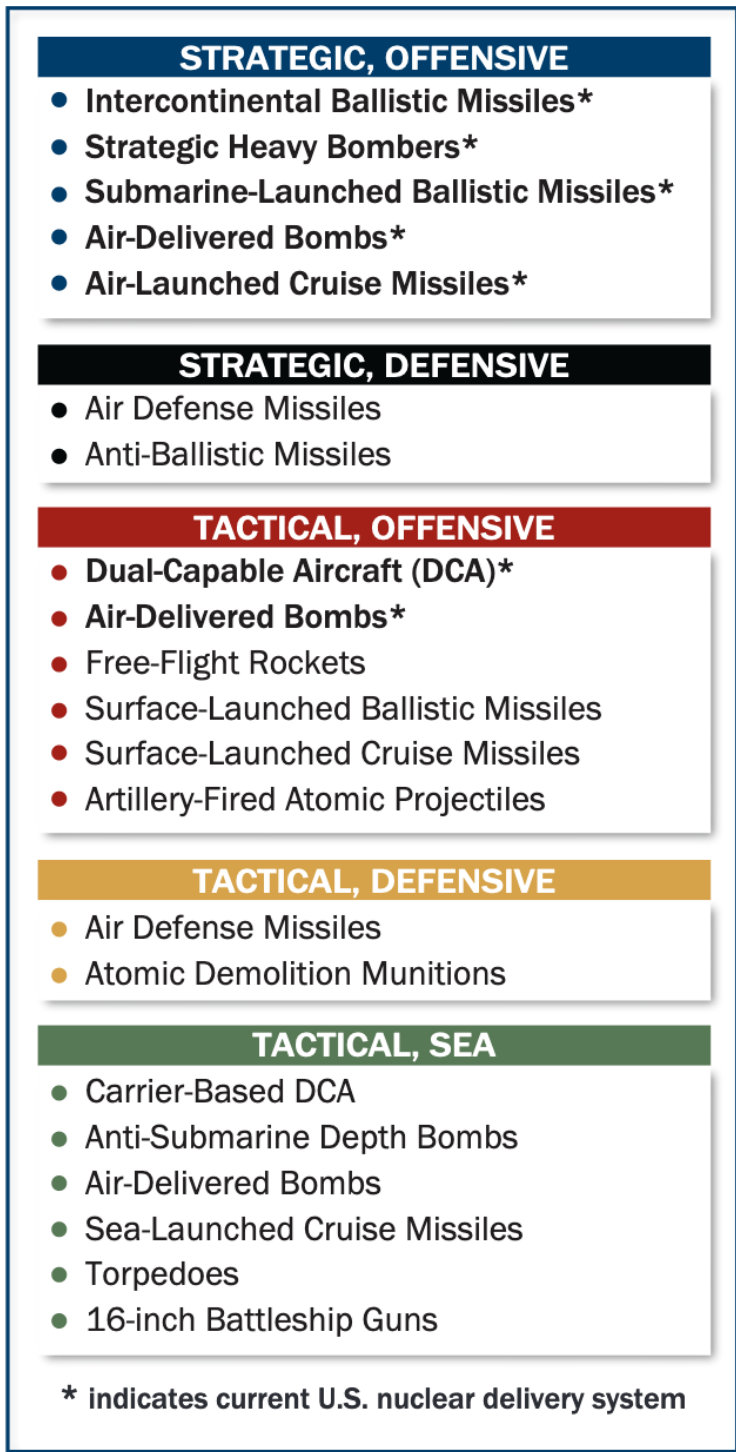 STRATEGIC, OFFENSIVE
• Intercontinental Ballistic Missiles*
• Strategic Heavy Bombers*
• Submarine-Launched Ballistic Missiles*
• Air-Delivered Bombs*
• Air-Launched Cruise Missiles*
STRATEGIC, DEFENSIVE
• Air Defense Missiles
• Anti-Ballistic Missiles
TACTICAL, OFFENSIVE
• Dual-Capable Aircraft (DCA)*
• Air-Delivered Bombs*
• Free-Flight Rockets
• Surface-Launched Ballistic Missiles
• Surface-Launched Cruise Missiles
• Artillery-Fired Atomic Projectiles
TACTICAL, DEFENSIVE
• Air Defense Missiles
• Atomic Demolition Munitions
TACTICAL, SEA
• Carrier-Based DCA
• Anti-Submarine Depth Bombs
• Air-Delivered Bombs
• Sea-Launched Cruise Missiles
• Torpedoes
• 16-inch Battleship Guns
* indicates current U.S. nuclear delivery system